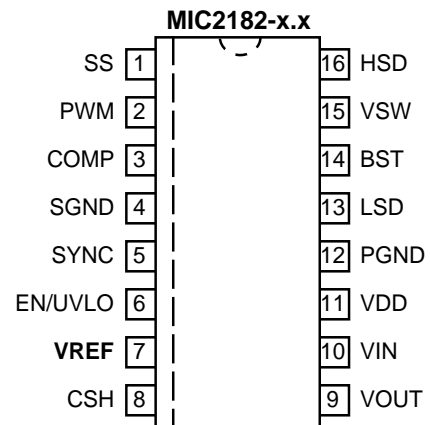 MIC2182-x.x
SS 1 16 HSD
PWM 2 15 VSW
COMP 3 14 BST
SGND 4 13 LSD
SYNC 5 12 PGND
EN/UVLO 6 11 VDD
VREF 7 10 VIN
CSH 8 9 VOUT